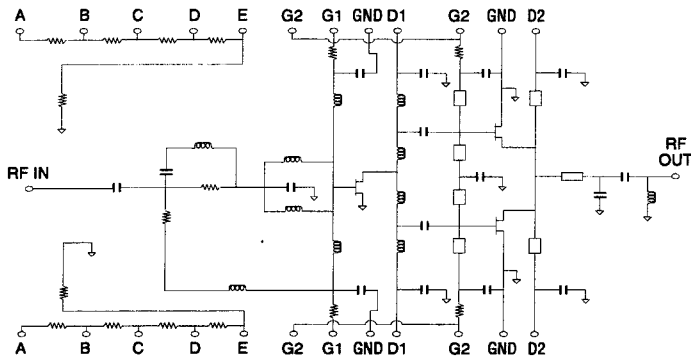 A B C D E G2 G1 GND D1 G2 GND D2
RF IN
RF
OUT
A B C D E G2 G1 GND D1 G2 GND D2